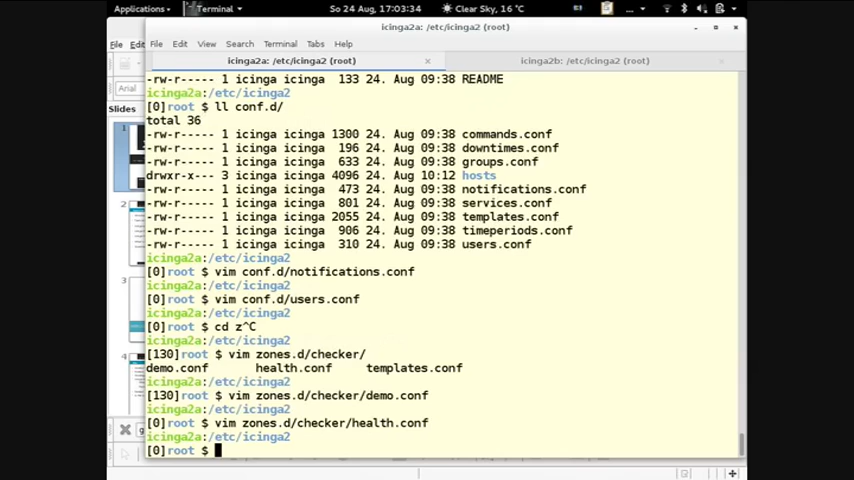 Applications Terminal So 24 Aug, 17:03:34 Clear Sky, 16 °C ...
icinga2a: /etc/icinga2 (root)
File
File Edit View Search Terminal Tabs Help
icinga2a: /etc/icinga2 (root) × icinga2b: /etc/icinga2 (root)
Arial
Slides
1
2
3
4
-rw-r----- 1 icinga icinga 133 24. Aug 09:38 README
icinga2a:/etc/icinga2
[0]root $ ll conf.d/
total 36
-rw-r----- 1 icinga icinga 1300 24. Aug 09:38 commands.conf
-rw-r----- 1 icinga icinga 196 24. Aug 09:38 downtimes.conf
-rw-r----- 1 icinga icinga 633 24. Aug 09:38 groups.conf
drwxr-x--- 3 icinga icinga 4096 24. Aug 10:12 hosts
-rw-r----- 1 icinga icinga 473 24. Aug 09:38 notifications.conf
-rw-r----- 1 icinga icinga 801 24. Aug 09:38 services.conf
-rw-r----- 1 icinga icinga 2055 24. Aug 09:38 templates.conf
-rw-r----- 1 icinga icinga 906 24. Aug 09:38 timeperiods.conf
-rw-r----- 1 icinga icinga 310 24. Aug 09:38 users.conf
icinga2a:/etc/icinga2
[0]root $ vim conf.d/notifications.conf
icinga2a:/etc/icinga2
[0]root $ vim conf.d/users.conf
icinga2a:/etc/icinga2
[0]root $ cd z^C
icinga2a:/etc/icinga2
[130]root $ vim zones.d/checker/
demo.conf health.conf templates.conf
icinga2a:/etc/icinga2
[130]root $ vim zones.d/checker/demo.conf
icinga2a:/etc/icinga2
[0]root $ vim zones.d/checker/health.conf
icinga2a:/etc/icinga2
[0]root $